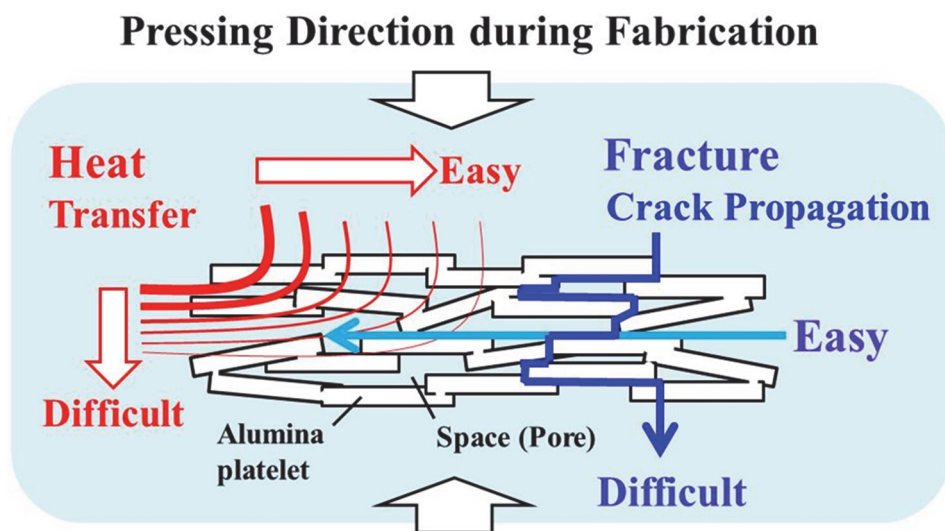 Pressing Direction during Fabrication
Heat
Transfer
Easy
Fracture
Crack Propagation
Easy
Difficult
Alumina
platelet
Space (Pore)
Difficult